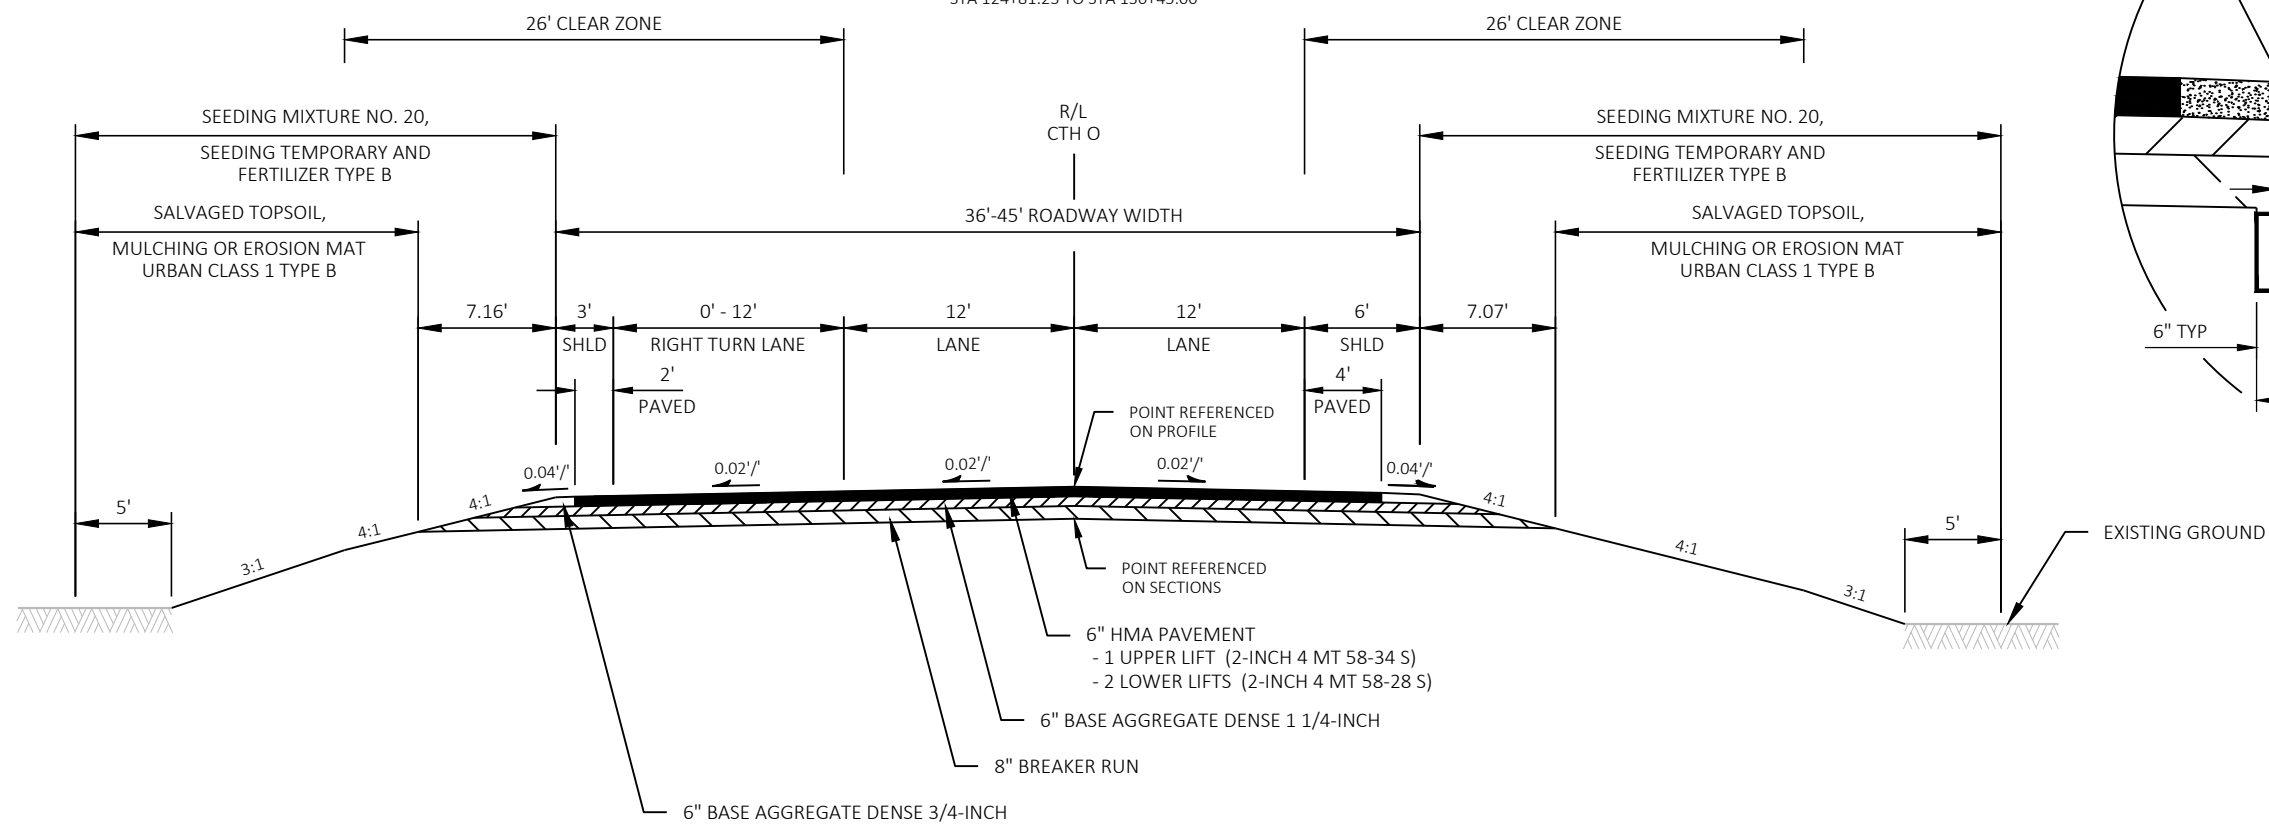 26' CLEAR ZONE
26' CLEAR ZONE
SEEDING MIXTURE NO. 20,
SEEDING TEMPORARY AND
FERTILIZER TYPE B
R/L
CTH O
SEEDING MIXTURE NO. 20,
SEEDING TEMPORARY AND
FERTILIZER TYPE B
SALVAGED TOPSOIL,
MULCHING OR EROSION MAT
URBAN CLASS 1 TYPE B
36'-45' ROADWAY WIDTH
SALVAGED TOPSOIL,
MULCHING OR EROSION MAT
URBAN CLASS 1 TYPE B
7.16'
3'
SHLD
0' - 12'
RIGHT TURN LANE
12'
LANE
12'
LANE
6'
SHLD
7.07'
6" TYP
2'
PAVED
4'
PAVED
POINT REFERENCED
ON PROFILE
0.04'/'
0.02'/'
0.02'/'
0.02'/'
0.04'/'
5'
3:1
4:1
4:1
4:1
4:1
3:1
5'
EXISTING GROUND
POINT REFERENCED
ON SECTIONS
6" HMA PAVEMENT
- 1 UPPER LIFT (2-INCH 4 MT 58-34 S)
- 2 LOWER LIFTS (2-INCH 4 MT 58-28 S)
6" BASE AGGREGATE DENSE 1 1/4-INCH
8" BREAKER RUN
6" BASE AGGREGATE DENSE 3/4-INCH